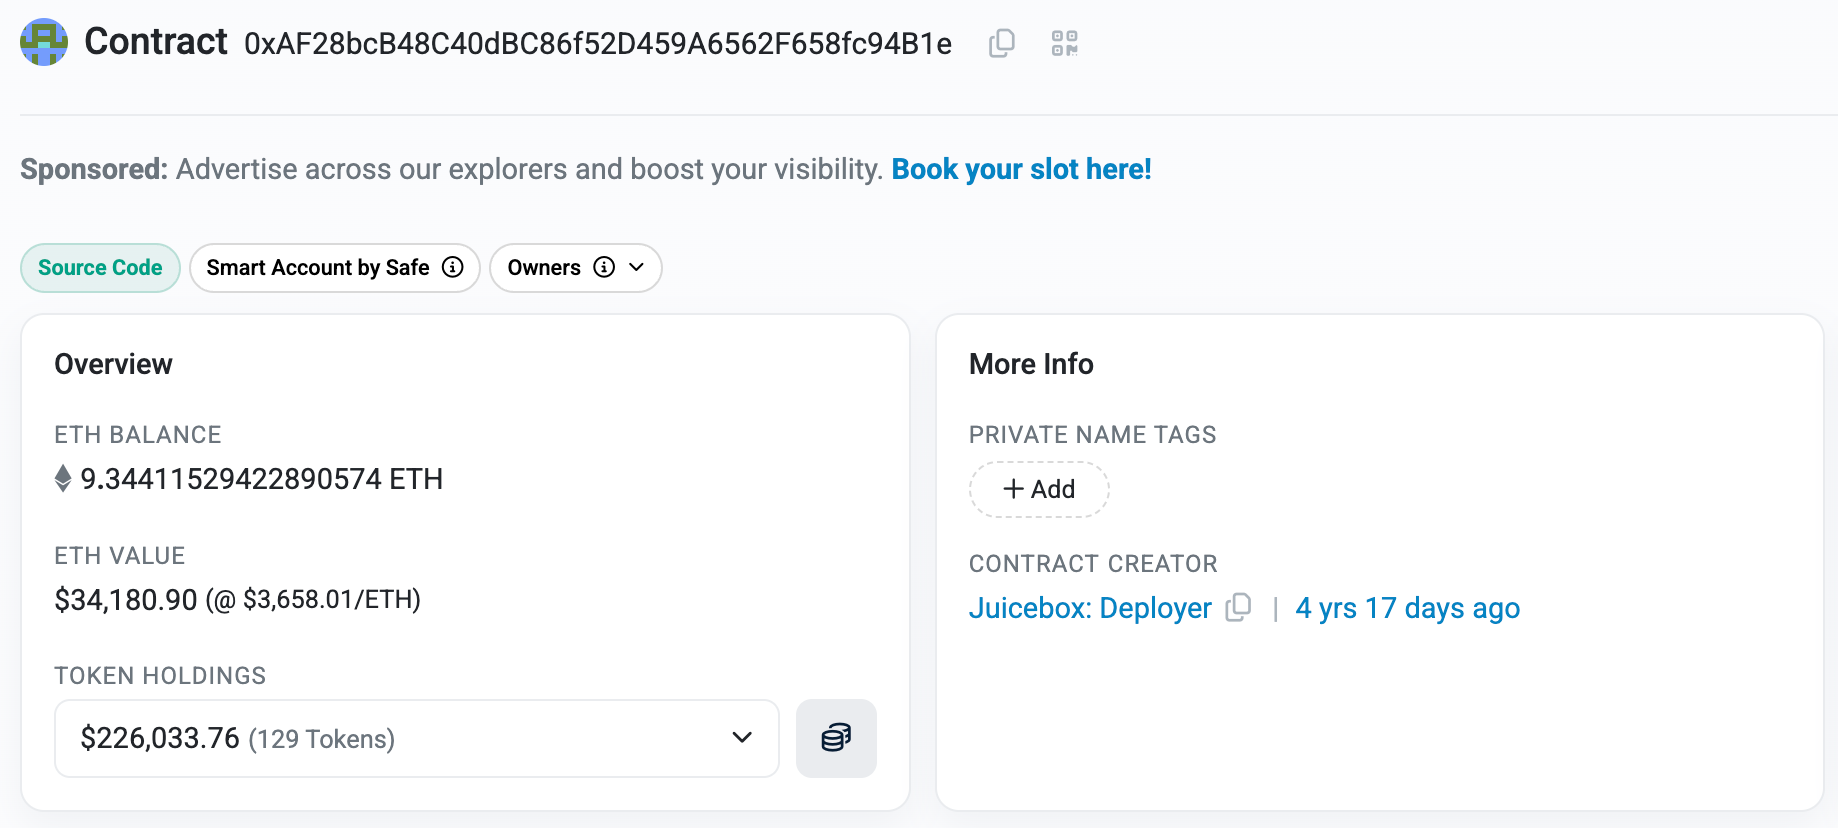 Contract 0xAF28bcB48C40dBC86f52D459A6562F658fc94B1e
Sponsored: Advertise across our explorers and boost your visibility. Book your slot here!
Source Code
Smart Account by Safe
Owners
Overview
ETH BALANCE
9.34411529422890574 ETH
ETH VALUE
$34,180.90 (@ $3,658.01/ETH)
TOKEN HOLDINGS
$226,033.76 (129 Tokens)
More Info
PRIVATE NAME TAGS
+ Add
CONTRACT CREATOR
Juicebox: Deployer | 4 yrs 17 days ago